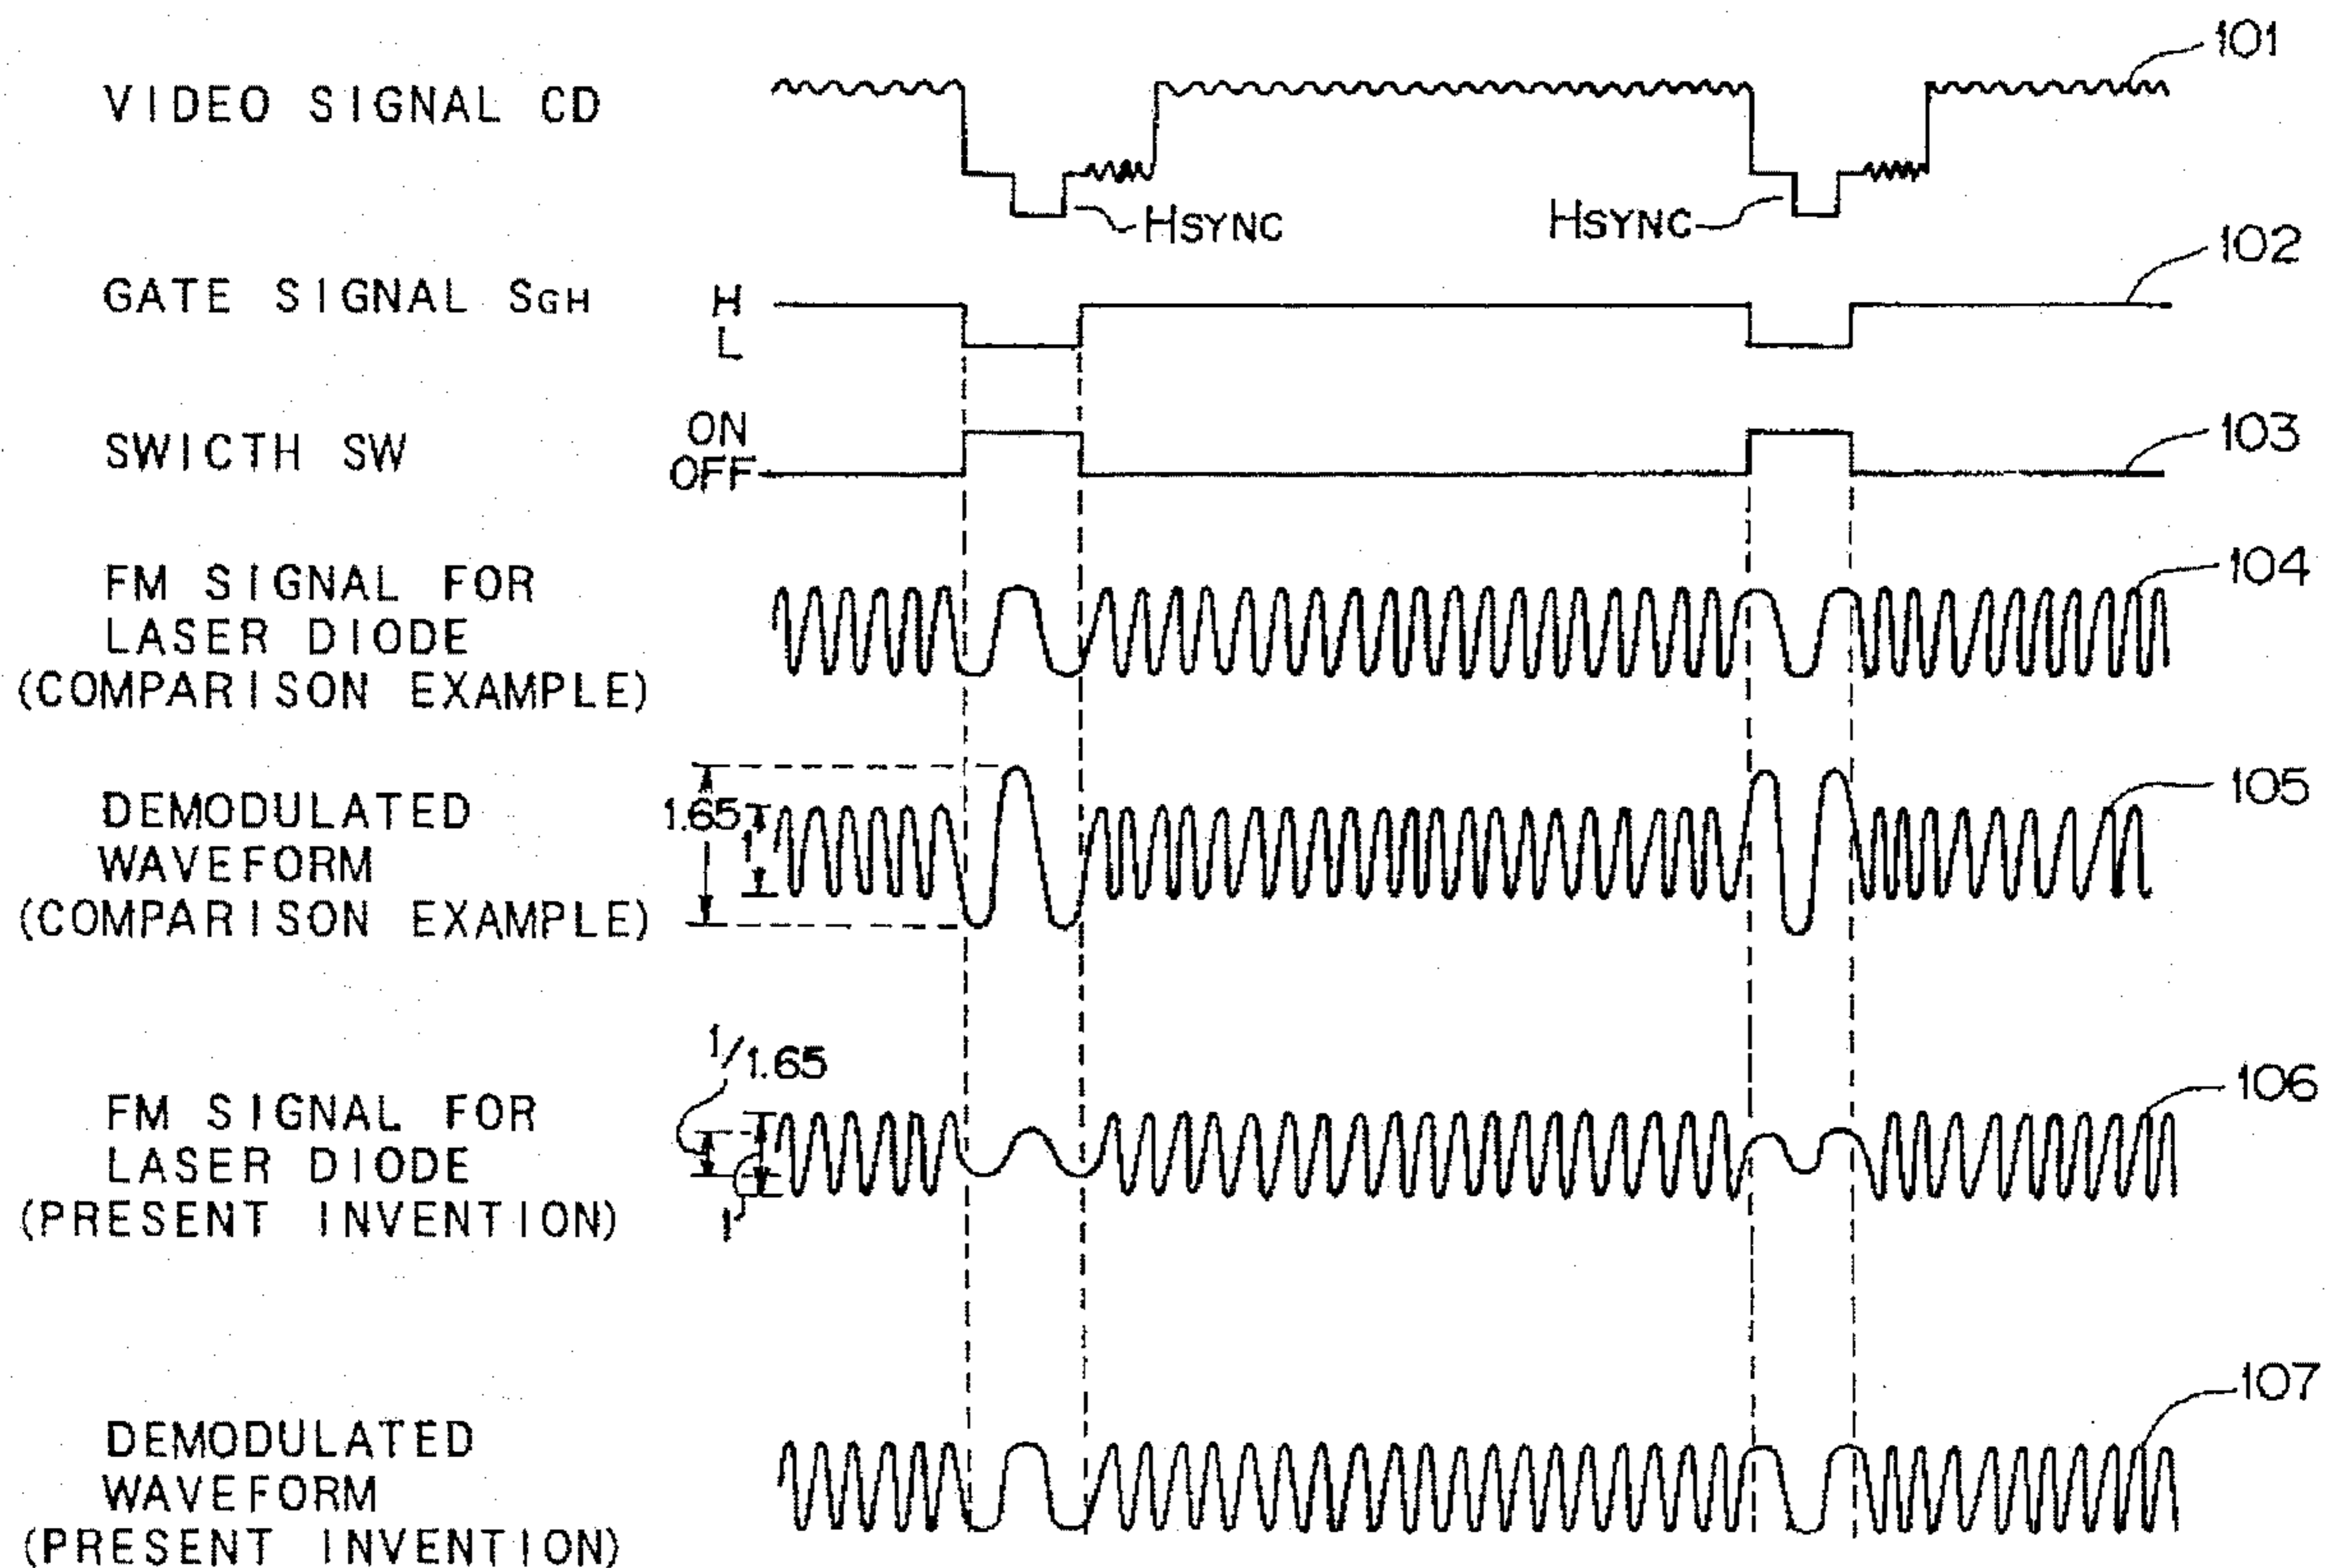 101
VIDEO SIGNAL CD
HSYNC HSYNC
102
GATE SIGNAL SGH H
L
ON
SWICTH SW 103
OFF
FM SIGNAL FOR 104
LASER DIODE
(COMPARISON EXAMPLE)
DEMODULATED 1.65 1 105
WAVEFORM
(COMPARISON EXAMPLE)
1/1.65
FM SIGNAL FOR 106
LASER DIODE
(PRESENT INVENTION) 1
107
DEMODULATED
WAVEFORM
(PRESENT INVENTION)